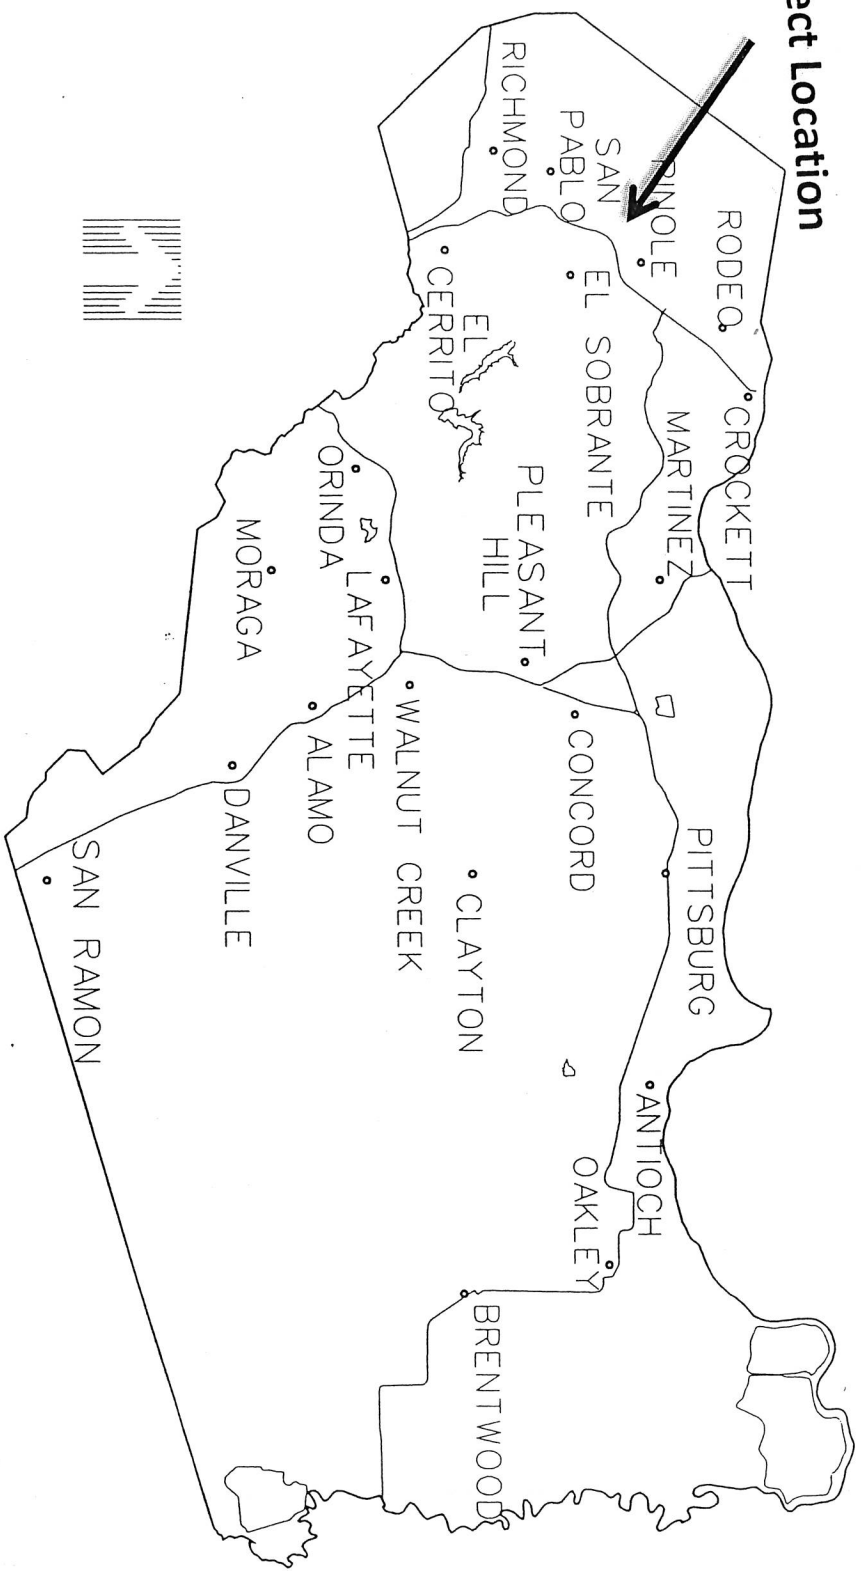 ect Location
RODEO
CROCKETT
PINOLE
MARTINEZ
SAN
PABLO
EL SOBRANTE
RICHMOND
EL
CERRITO
PLEASANT
HILL
PITTSBURG
ANTIOCH
OAKLEY
CONCORD
BRENTWOOD
CLAYTON
WALNUT CREEK
LAFAYETTE
ORINDA
MORAGA
ALAMO
DANVILLE
SAN RAMON